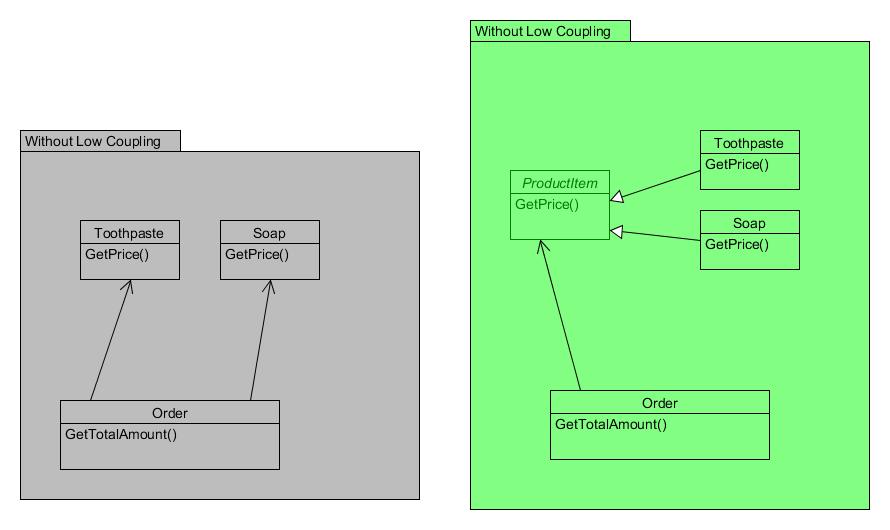 Without Low Coupling
Toothpaste
GetPrice()
Soap
GetPrice()
Order
GetTotalAmount()
Without Low Coupling
ProductItem
GetPrice()
Toothpaste
GetPrice()
Soap
GetPrice()
Order
GetTotalAmount()